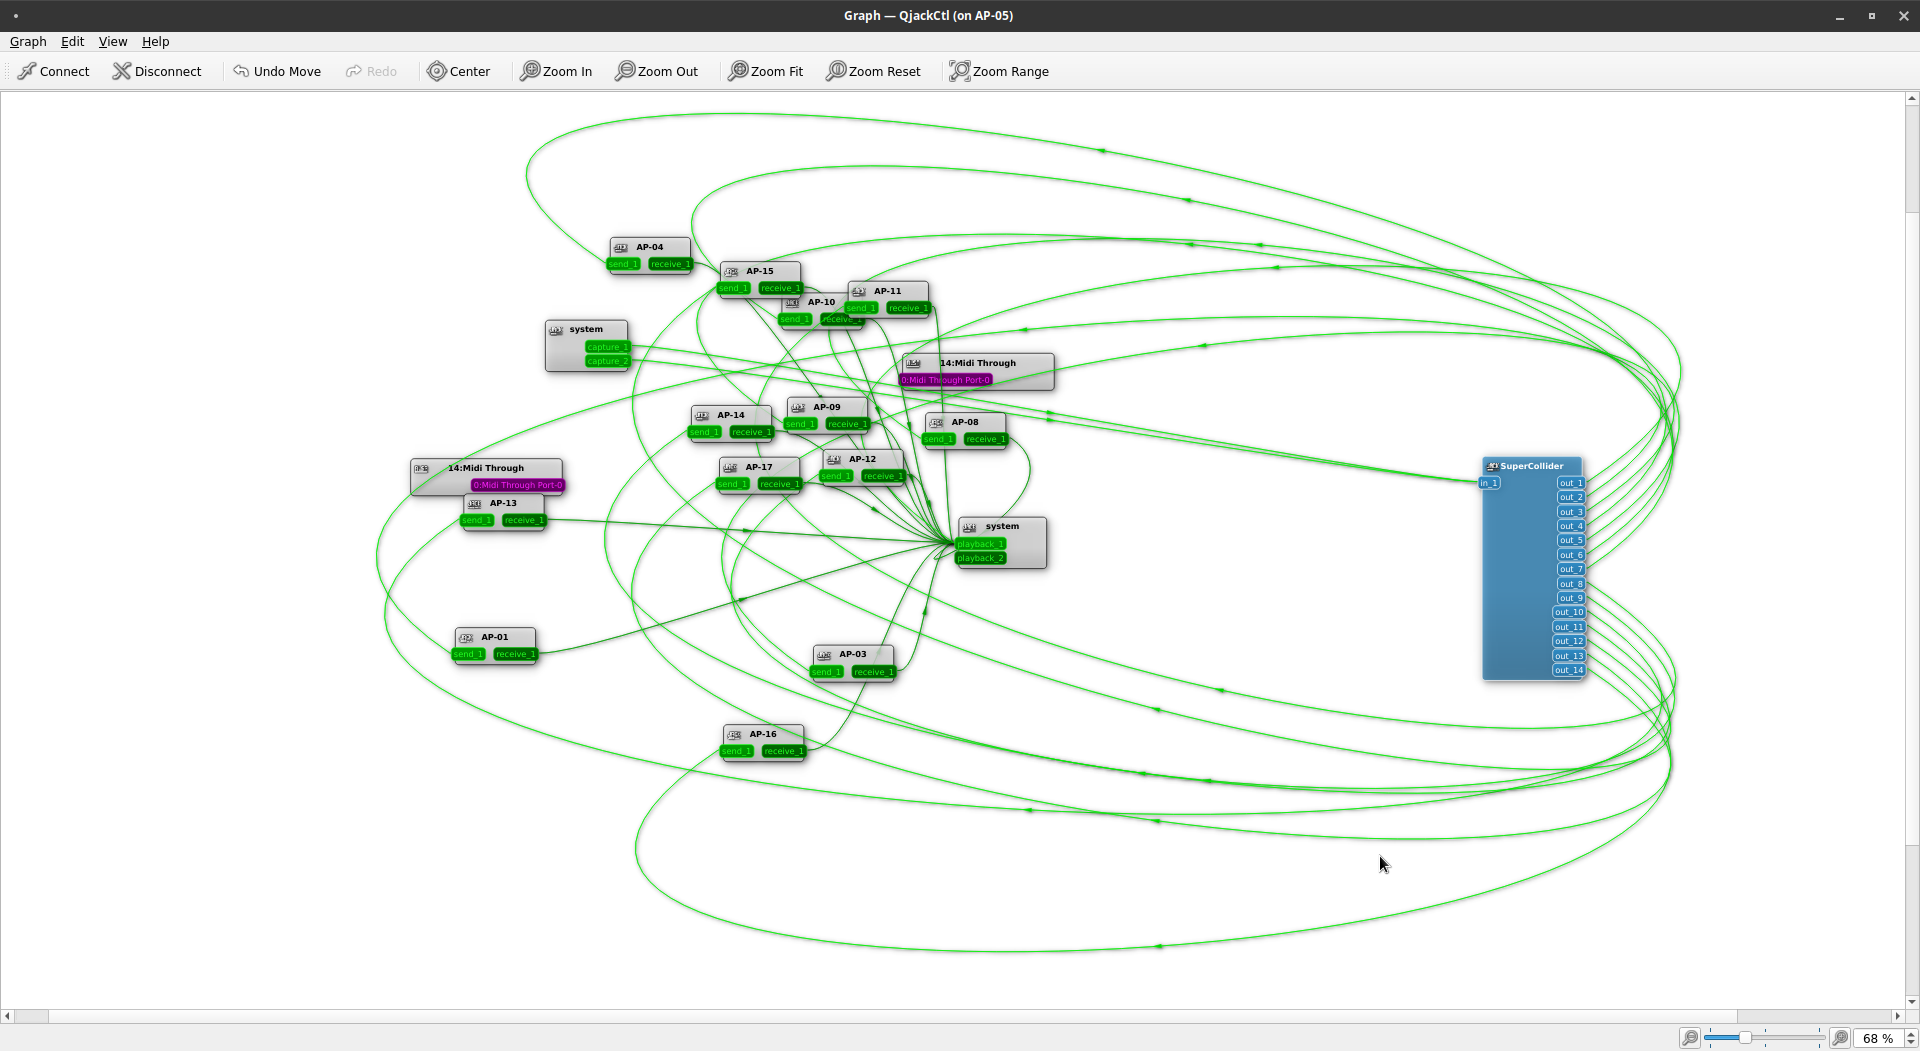 Graph — QjackCtl (on AP-05)
Graph Edit View Help
Connect Disconnect Undo Move Redo Center Zoom In Zoom Out Zoom Fit Zoom Reset Zoom Range
AP-04
send_1 receive_1
AP-15
send_1 receive_1
AP-10
send_1 receive_1
AP-11
send_1 receive_1
system
capture_1
capture_2
14:Midi Through
0:Midi Through Port-0
AP-14
send_1 receive_1
AP-09
send_1 receive_1
AP-08
send_1 receive_1
AP-17
send_1 receive_1
AP-12
send_1 receive_1
14:Midi Through
0:Midi Through Port-0
AP-13
send_1 receive_1
system
playback_1
playback_2
AP-01
send_1 receive_1
AP-03
send_1 receive_1
AP-16
send_1 receive_1
SuperCollider
in_1 out_1
out_2
out_3
out_4
out_5
out_6
out_7
out_8
out_9
out_10
out_11
out_12
out_13
out_14
68 %